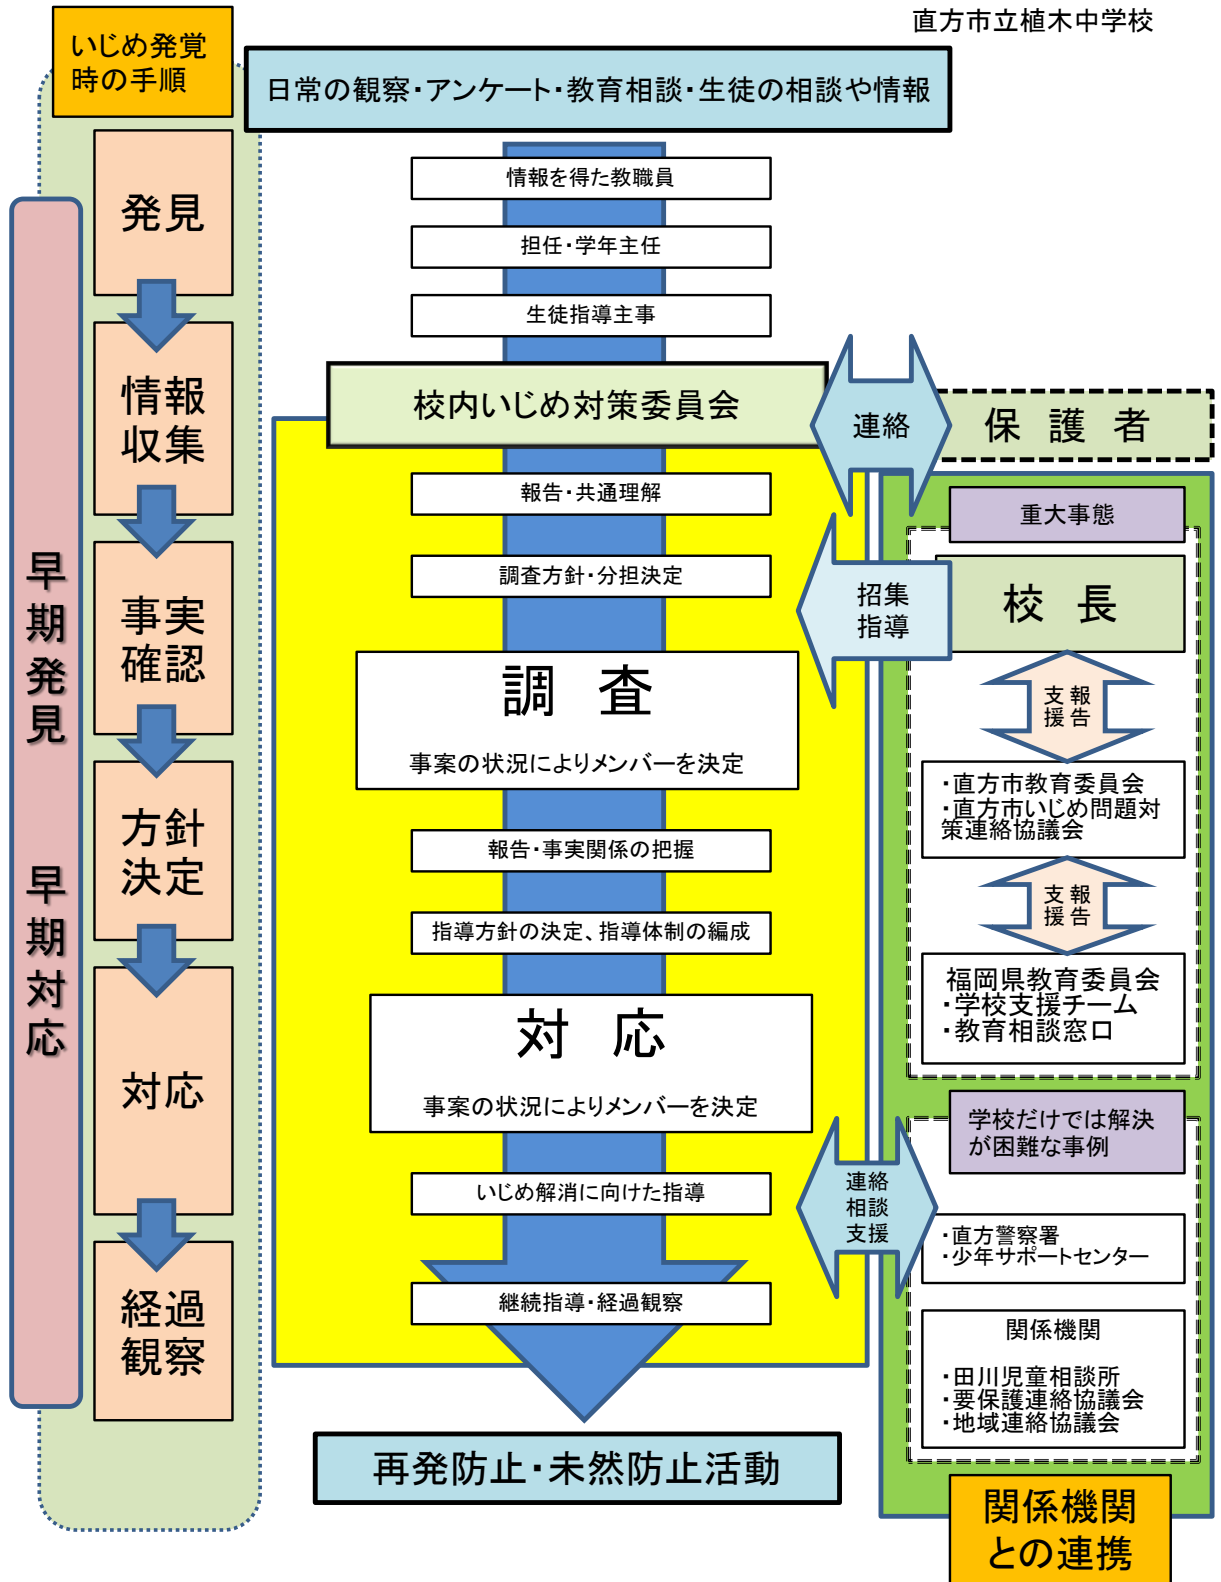 直方市立植木中学校
いじめ発覚
時の手順
日常の観察・アンケート・教育相談・生徒の相談や情報
早期発見　早期対応
発見
情報
収集
事実
確認
方針
決定
対応
経過
観察
情報を得た教職員
担任・学年主任
生徒指導主事
校内いじめ対策委員会
連絡
保護者
報告・共通理解
調査方針・分担決定
調査
事案の状況によりメンバーを決定
報告・事実関係の把握
指導方針の決定、指導体制の編成
対応
事案の状況によりメンバーを決定
いじめ解消に向けた指導
継続指導・経過観察
再発防止・未然防止活動
重大事態
招集
指導
校長
報告
支援
・直方市教育委員会
・直方市いじめ問題対
策連絡協議会
報告
支援
福岡県教育委員会
・学校支援チーム
・教育相談窓口
学校だけでは解決
が困難な事例
連絡
相談
支援
・直方警察署
・少年サポートセンター
関係機関
・田川児童相談所
・要保護連絡協議会
・地域連絡協議会
関係機関
との連携